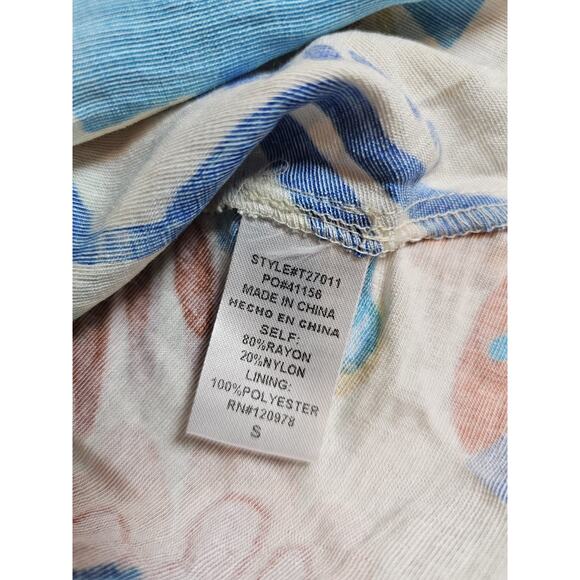 STYLE#T27011
PO#41156
MADE IN CHINA
HECHO EN CHINA
SELF:
80%RAYON
20%NYLON
LINING:
100%POLYESTER
RN#120978
S